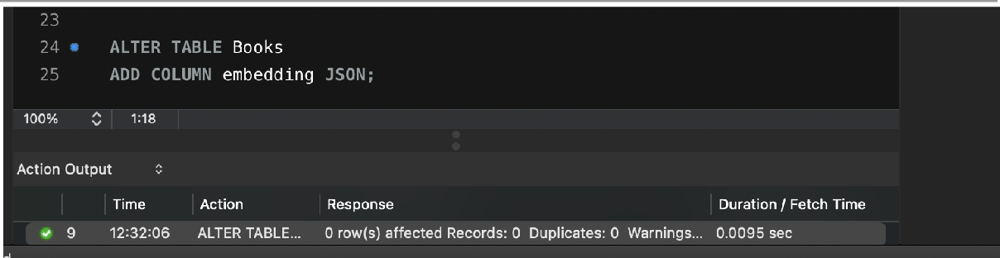 23
24 ALTER TABLE Books
25 ADD COLUMN embedding JSON;
100% 1:18
Action Output
Time Action Response Duration / Fetch Time
9 12:32:06 ALTER TABLE... 0 row(s) affected Records: 0 Duplicates: 0 Warnings... 0.0095 sec